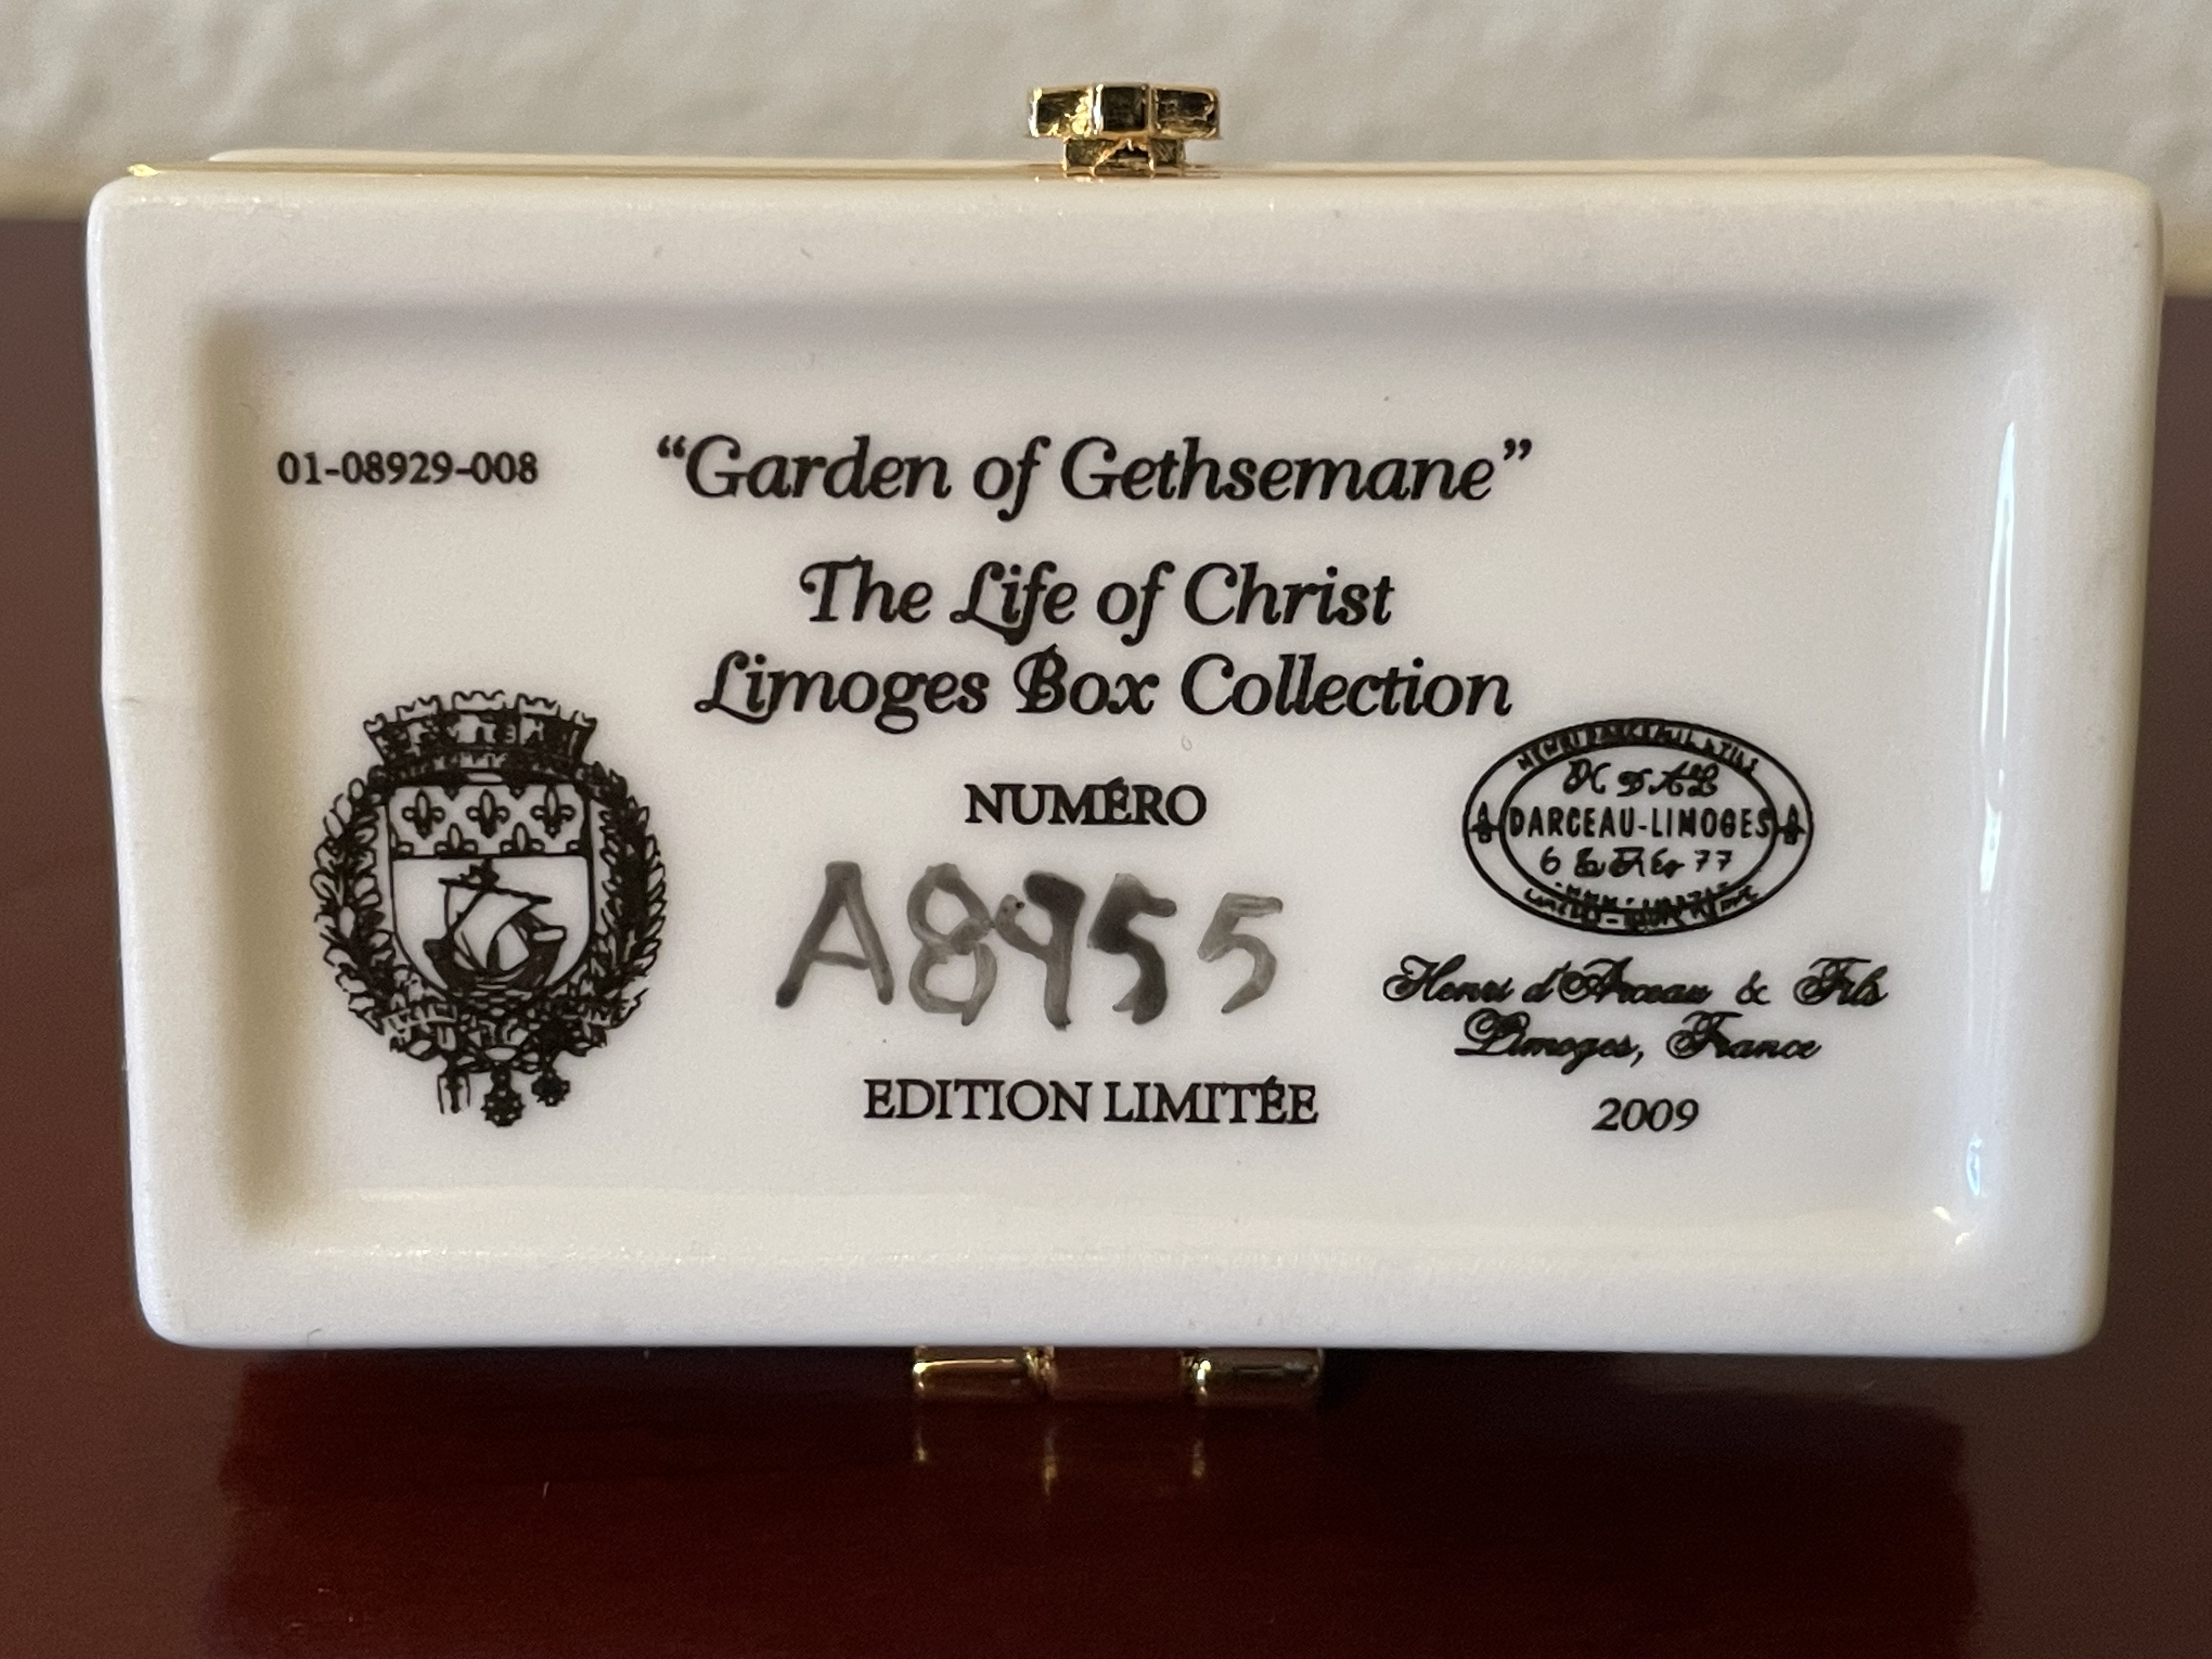 01-08929-008
“Garden of Gethsemane”
The Life of Christ
Limoges Box Collection
NUMÉRO
A8955
EDITION LIMITÉE
DARCEAU-LIMOGES
Henri d'Arceau & Fils
Limoges, France
2009